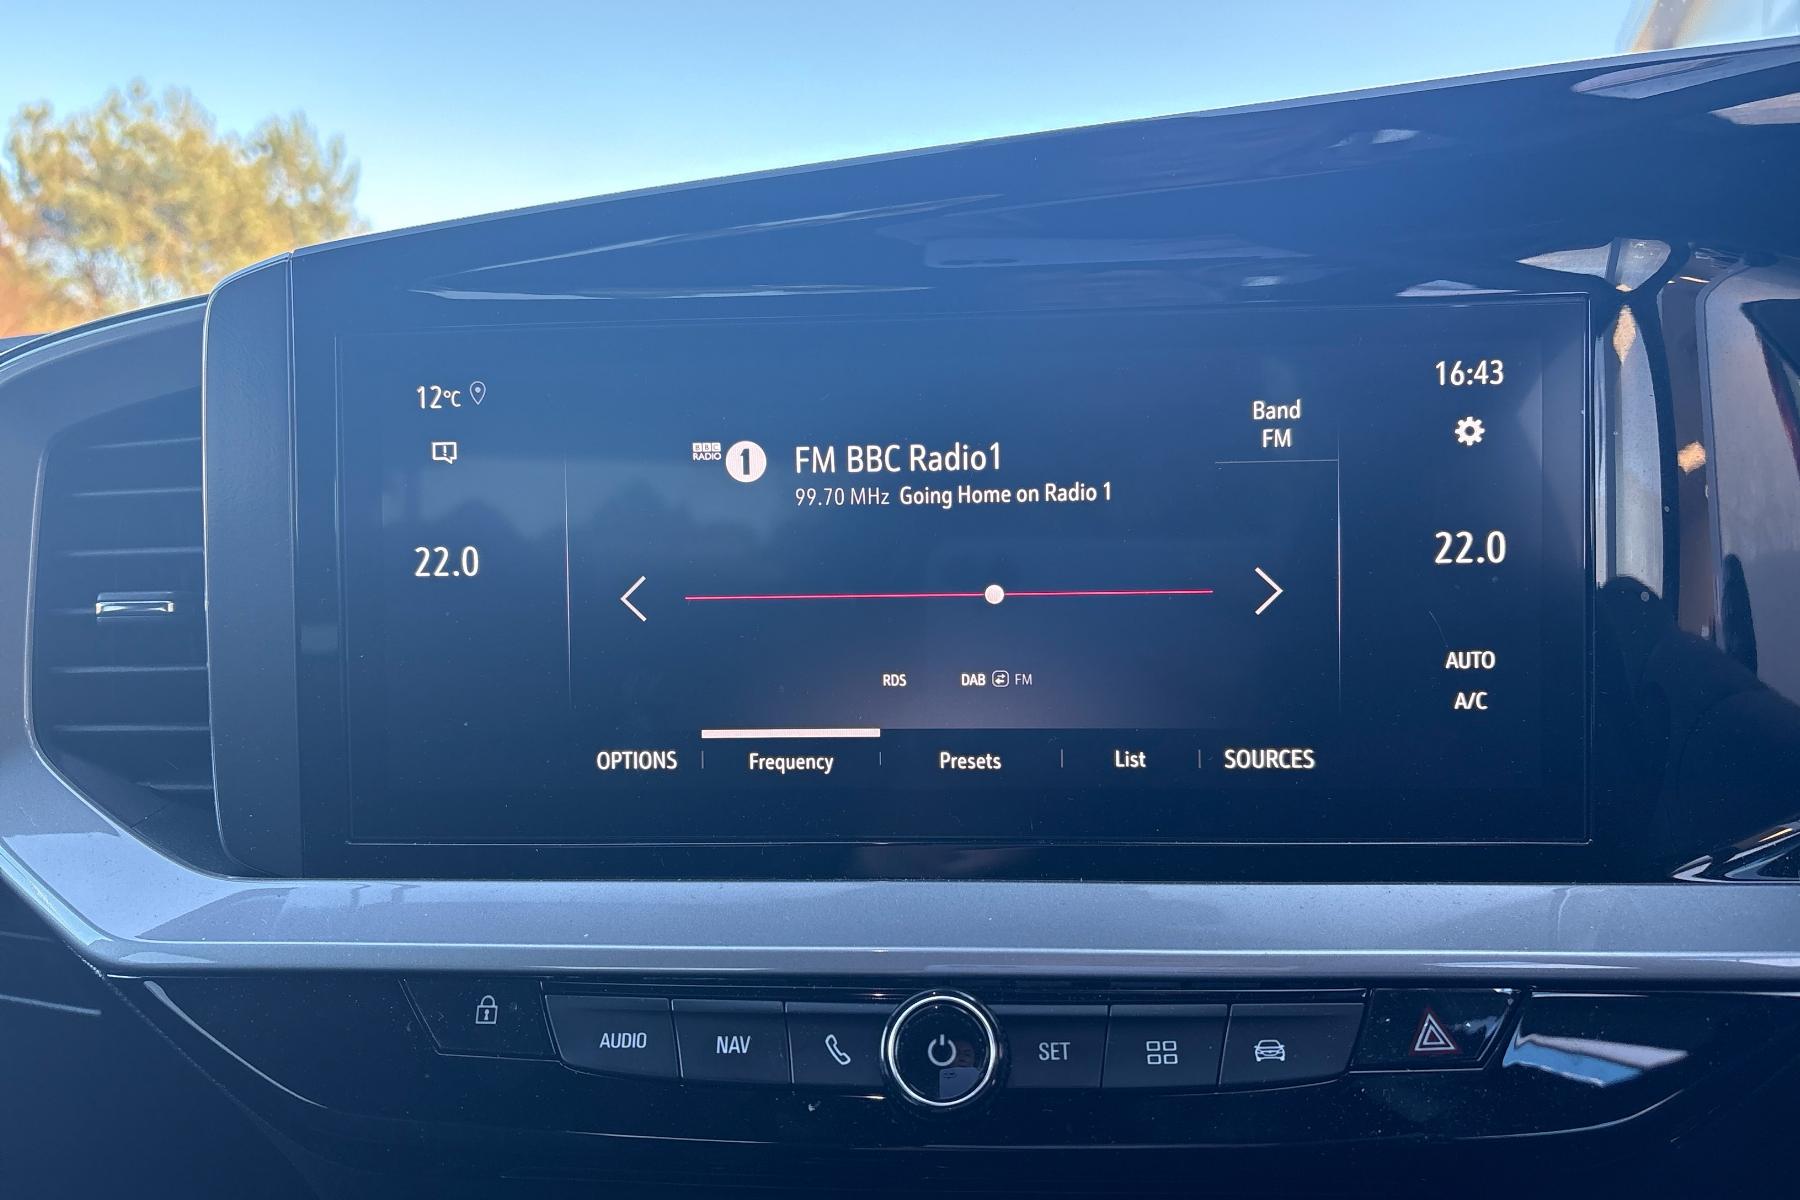 12°C
16:43
Band
FM
BBC
RADIO
1
FM BBC Radio1
99.70 MHz Going Home on Radio 1
22.0
22.0
RDS
DAB FM
AUTO
A/C
OPTIONS
Frequency
Presets
List
SOURCES
AUDIO
NAV
SET